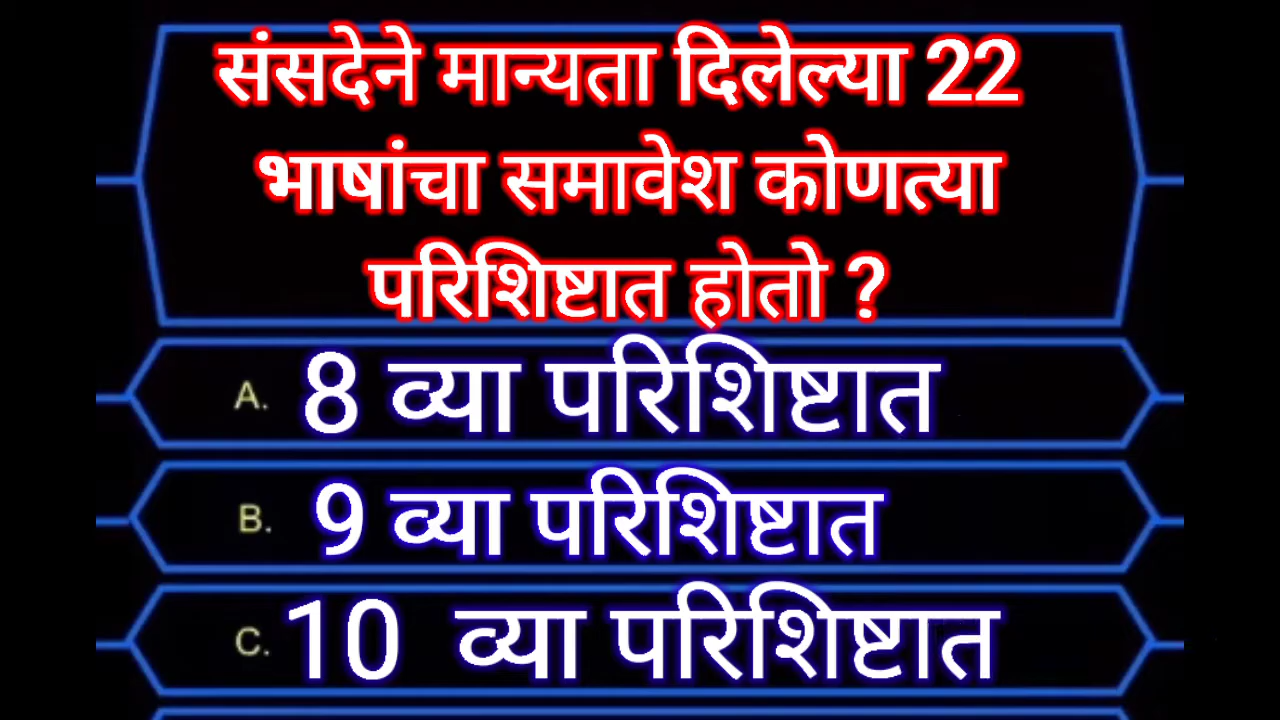 संसदेने मान्यता दिलेल्या 22
भाषांचा समावेश कोणत्या
परिशिष्टात होतो ?
A. 8 व्या परिशिष्टात
B. 9 व्या परिशिष्टात
C. 10 व्या परिशिष्टात